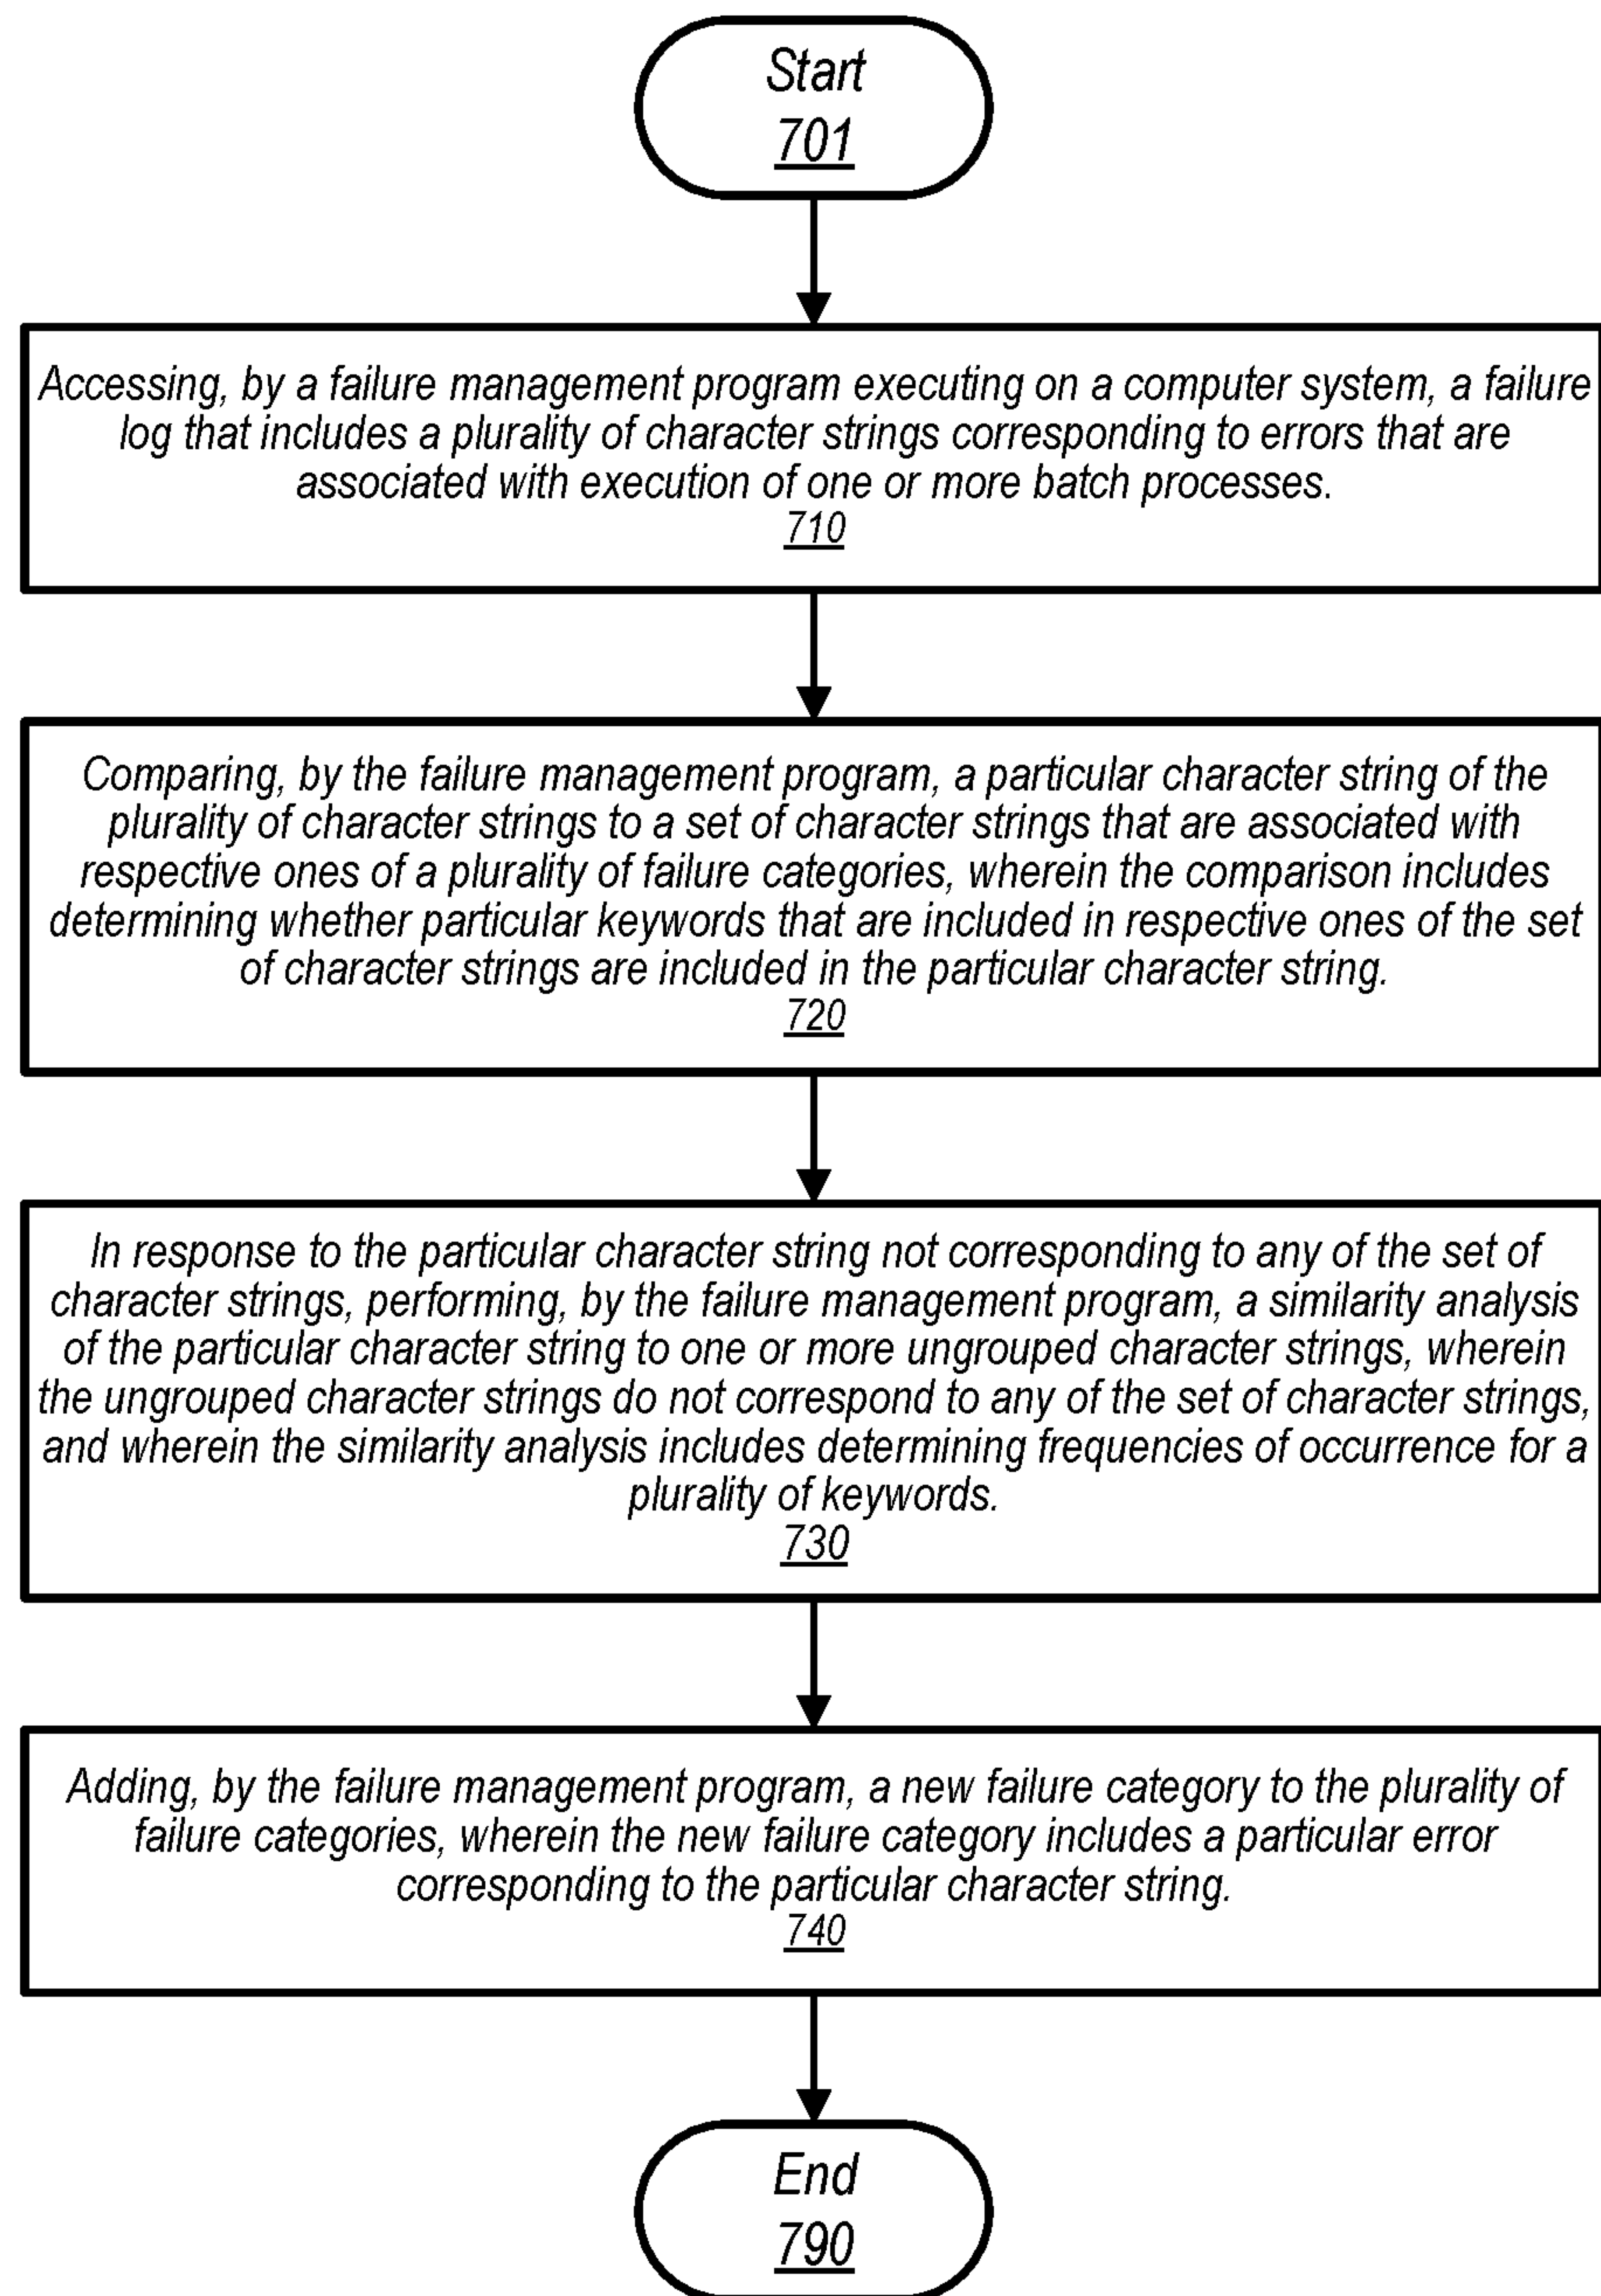 Start
701
Accessing, by a failure management program executing on a computer system, a failure
log that includes a plurality of character strings corresponding to errors that are
associated with execution of one or more batch processes.
710
Comparing, by the failure management program, a particular character string of the
plurality of character strings to a set of character strings that are associated with
respective ones of a plurality of failure categories, wherein the comparison includes
determining whether particular keywords that are included in respective ones of the set
of character strings are included in the particular character string.
720
In response to the particular character string not corresponding to any of the set of
character strings, performing, by the failure management program, a similarity analysis
of the particular character string to one or more ungrouped character strings, wherein
the ungrouped character strings do not correspond to any of the set of character strings,
and wherein the similarity analysis includes determining frequencies of occurrence for a
plurality of keywords.
730
Adding, by the failure management program, a new failure category to the plurality of
failure categories, wherein the new failure category includes a particular error
corresponding to the particular character string.
740
End
790